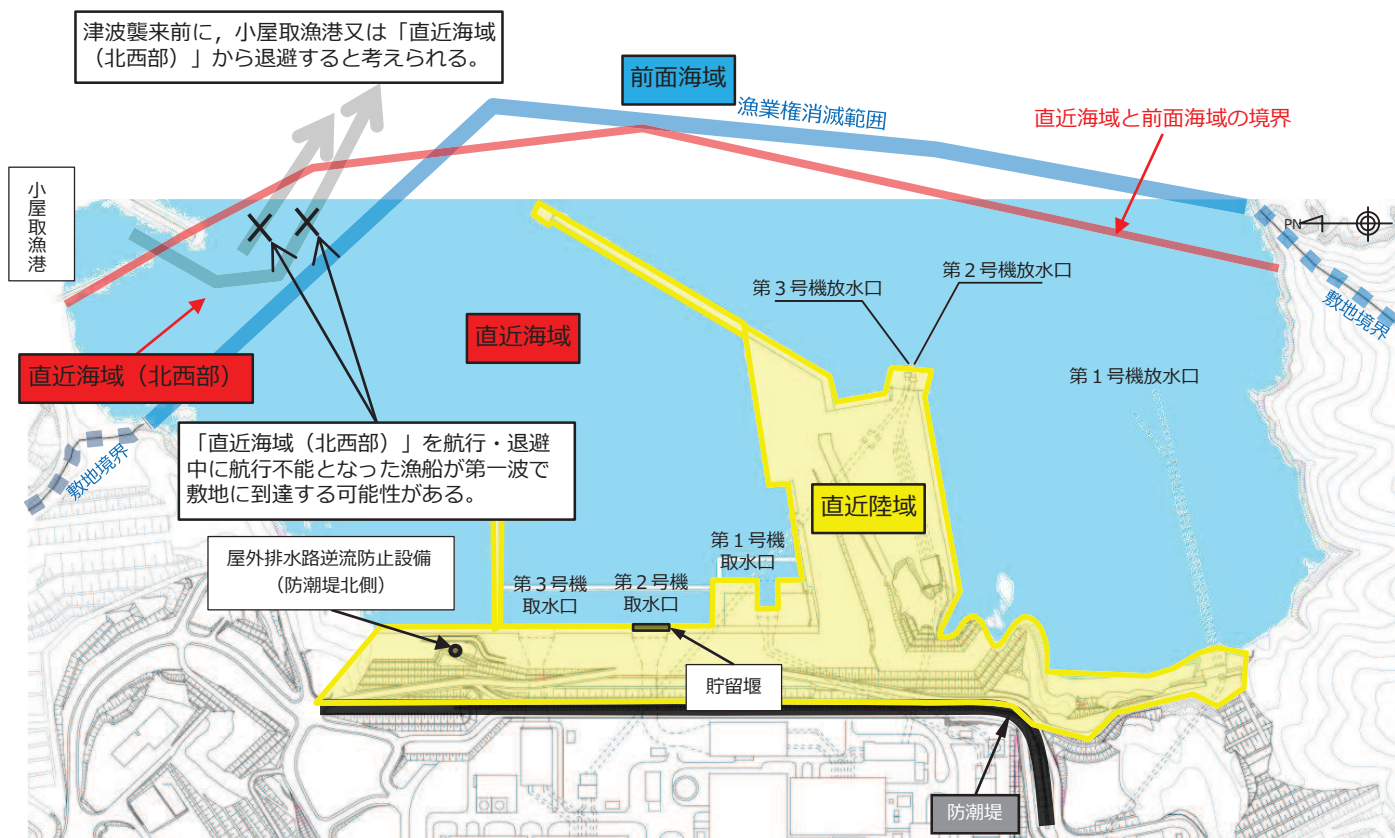 津波襲来前に，小屋取漁港又は「直近海域
（北西部）」から退避すると考えられる。
前面海域
漁業権消滅範囲
直近海域と前面海域の境界
小屋取漁港
PN
敷地境界
第２号機放水口
第３号機放水口
直近海域
直近海域（北西部）
第１号機放水口
「直近海域（北西部）」を航行・退避
中に航行不能となった漁船が第一波で
敷地に到達する可能性がある。
敷地境界
直近陸域
屋外排水路逆流防止設備
（防潮堤北側）
第１号機
取水口
第３号機
取水口
第２号機
取水口
貯留堰
防潮堤